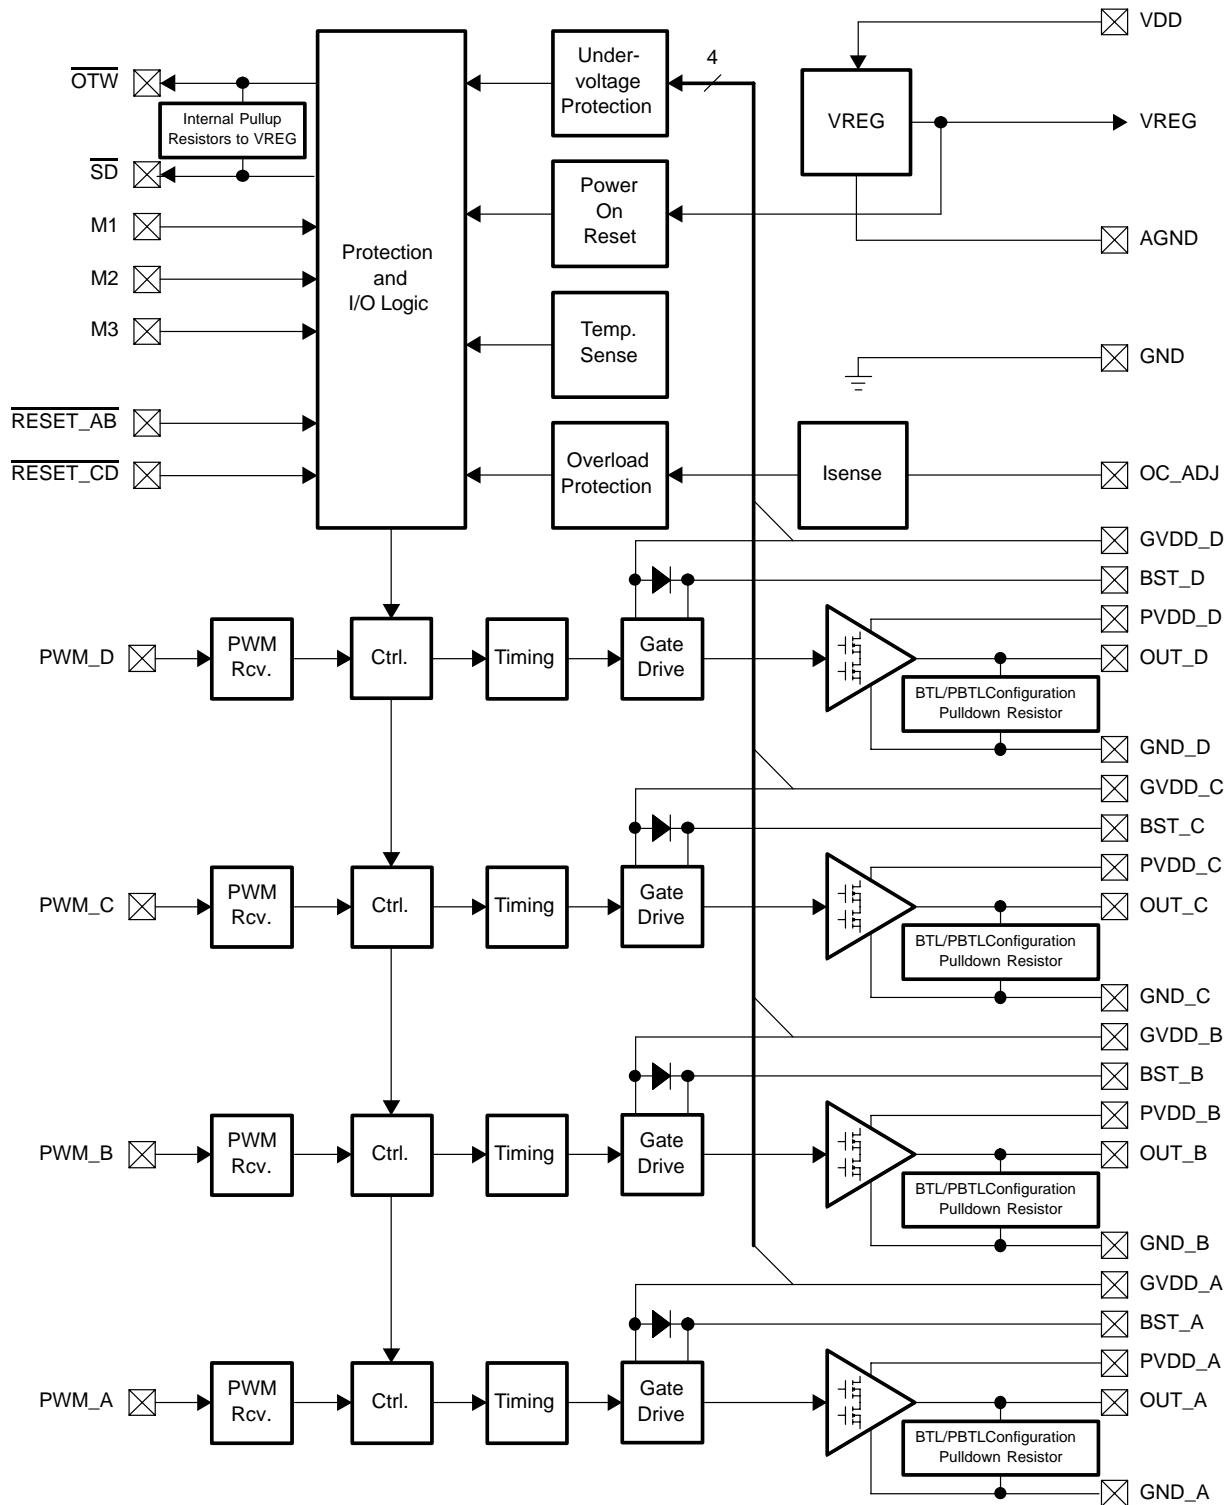 VDD
Under-
voltage
Protection
4
OTW
Internal Pullup
Resistors to VREG
VREG
VREG
SD
Power
On
Reset
M1
AGND
Protection
and
I/O Logic
M2
M3
Temp.
Sense
GND
RESET_AB
Overload
Protection
Isense
OC_ADJ
RESET_CD
GVDD_D
BST_D
PVDD_D
PWM_D
PWM
Rcv.
Ctrl.
Timing
Gate
Drive
OUT_D
BTL/PBTLConfiguration
Pulldown Resistor
GND_D
GVDD_C
BST_C
PVDD_C
PWM_C
PWM
Rcv.
Ctrl.
Timing
Gate
Drive
OUT_C
BTL/PBTLConfiguration
Pulldown Resistor
GND_C
GVDD_B
BST_B
PVDD_B
PWM_B
PWM
Rcv.
Ctrl.
Timing
Gate
Drive
OUT_B
BTL/PBTLConfiguration
Pulldown Resistor
GND_B
GVDD_A
BST_A
PVDD_A
PWM_A
PWM
Rcv.
Ctrl.
Timing
Gate
Drive
OUT_A
BTL/PBTLConfiguration
Pulldown Resistor
GND_A